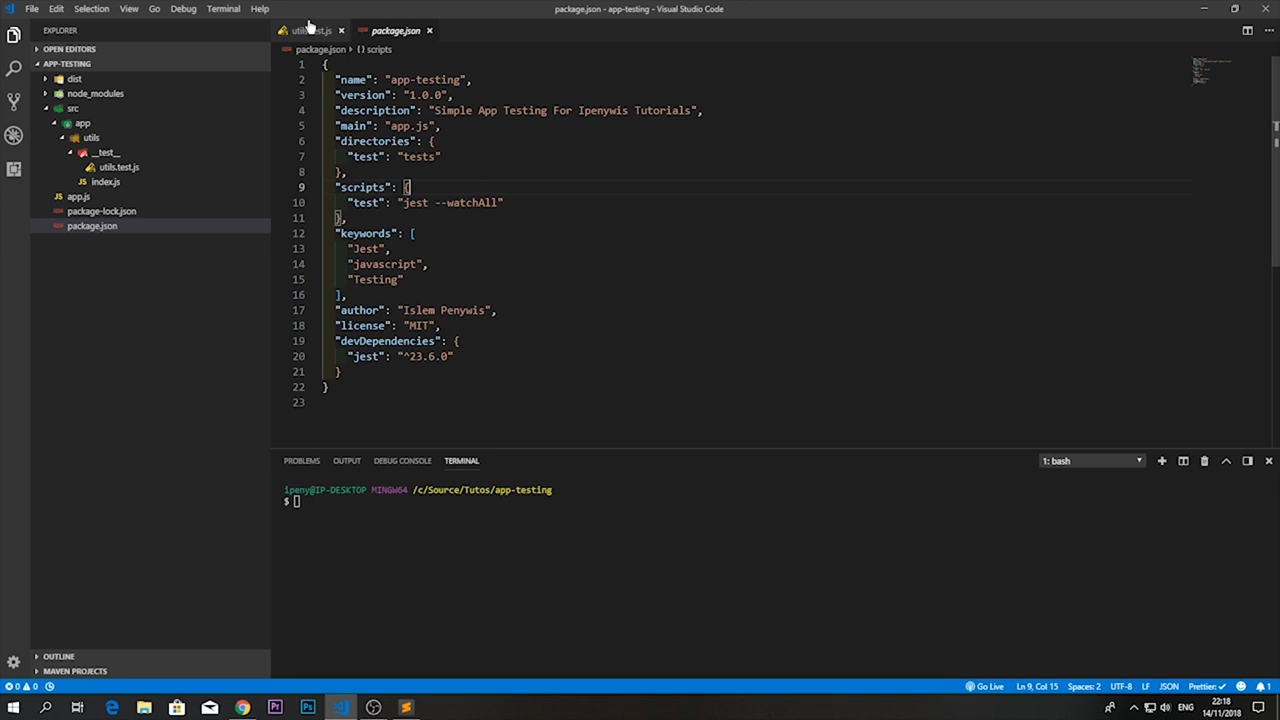 File Edit Selection View Go Debug Terminal Help
package.json - app-testing - Visual Studio Code
EXPLORER
OPEN EDITORS
APP-TESTING
dist
node_modules
src
app
utils
__test__
utils.test.js
index.js
app.js
package-lock.json
package.json
OUTLINE
MAVEN PROJECTS
package.json
package.json {} scripts
1 {
2 "name": "app-testing",
3 "version": "1.0.0",
4 "description": "Simple App Testing For Ipenywis Tutorials",
5 "main": "app.js",
6 "directories": {
7 "test": "tests"
8 },
9 "scripts": {
10 "test": "jest --watchAll"
11 },
12 "keywords": [
13 "Jest",
14 "javascript",
15 "Testing"
16 ],
17 "author": "Islem Penywis",
18 "license": "MIT",
19 "devDependencies": {
20 "jest": "^23.6.0"
21 }
22 }
23
PROBLEMS OUTPUT DEBUG CONSOLE TERMINAL 1: bash
ipeny@IP-DESKTOP MINGW64 /c/Source/Tutos/app-testing
$
0 0 Go Live Ln 9, Col 15 Spaces: 2 UTF-8 LF JSON Prettier: ✓ 1
Pr Ps ENG 22:18
14/11/2018